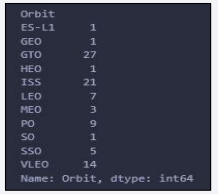 Orbit
ES-L1 1
GEO 1
GTO 27
HEO 1
ISS 21
LEO 7
MEO 3
PO 9
SO 1
SSO 5
VLEO 14
Name: Orbit, dtype: int64